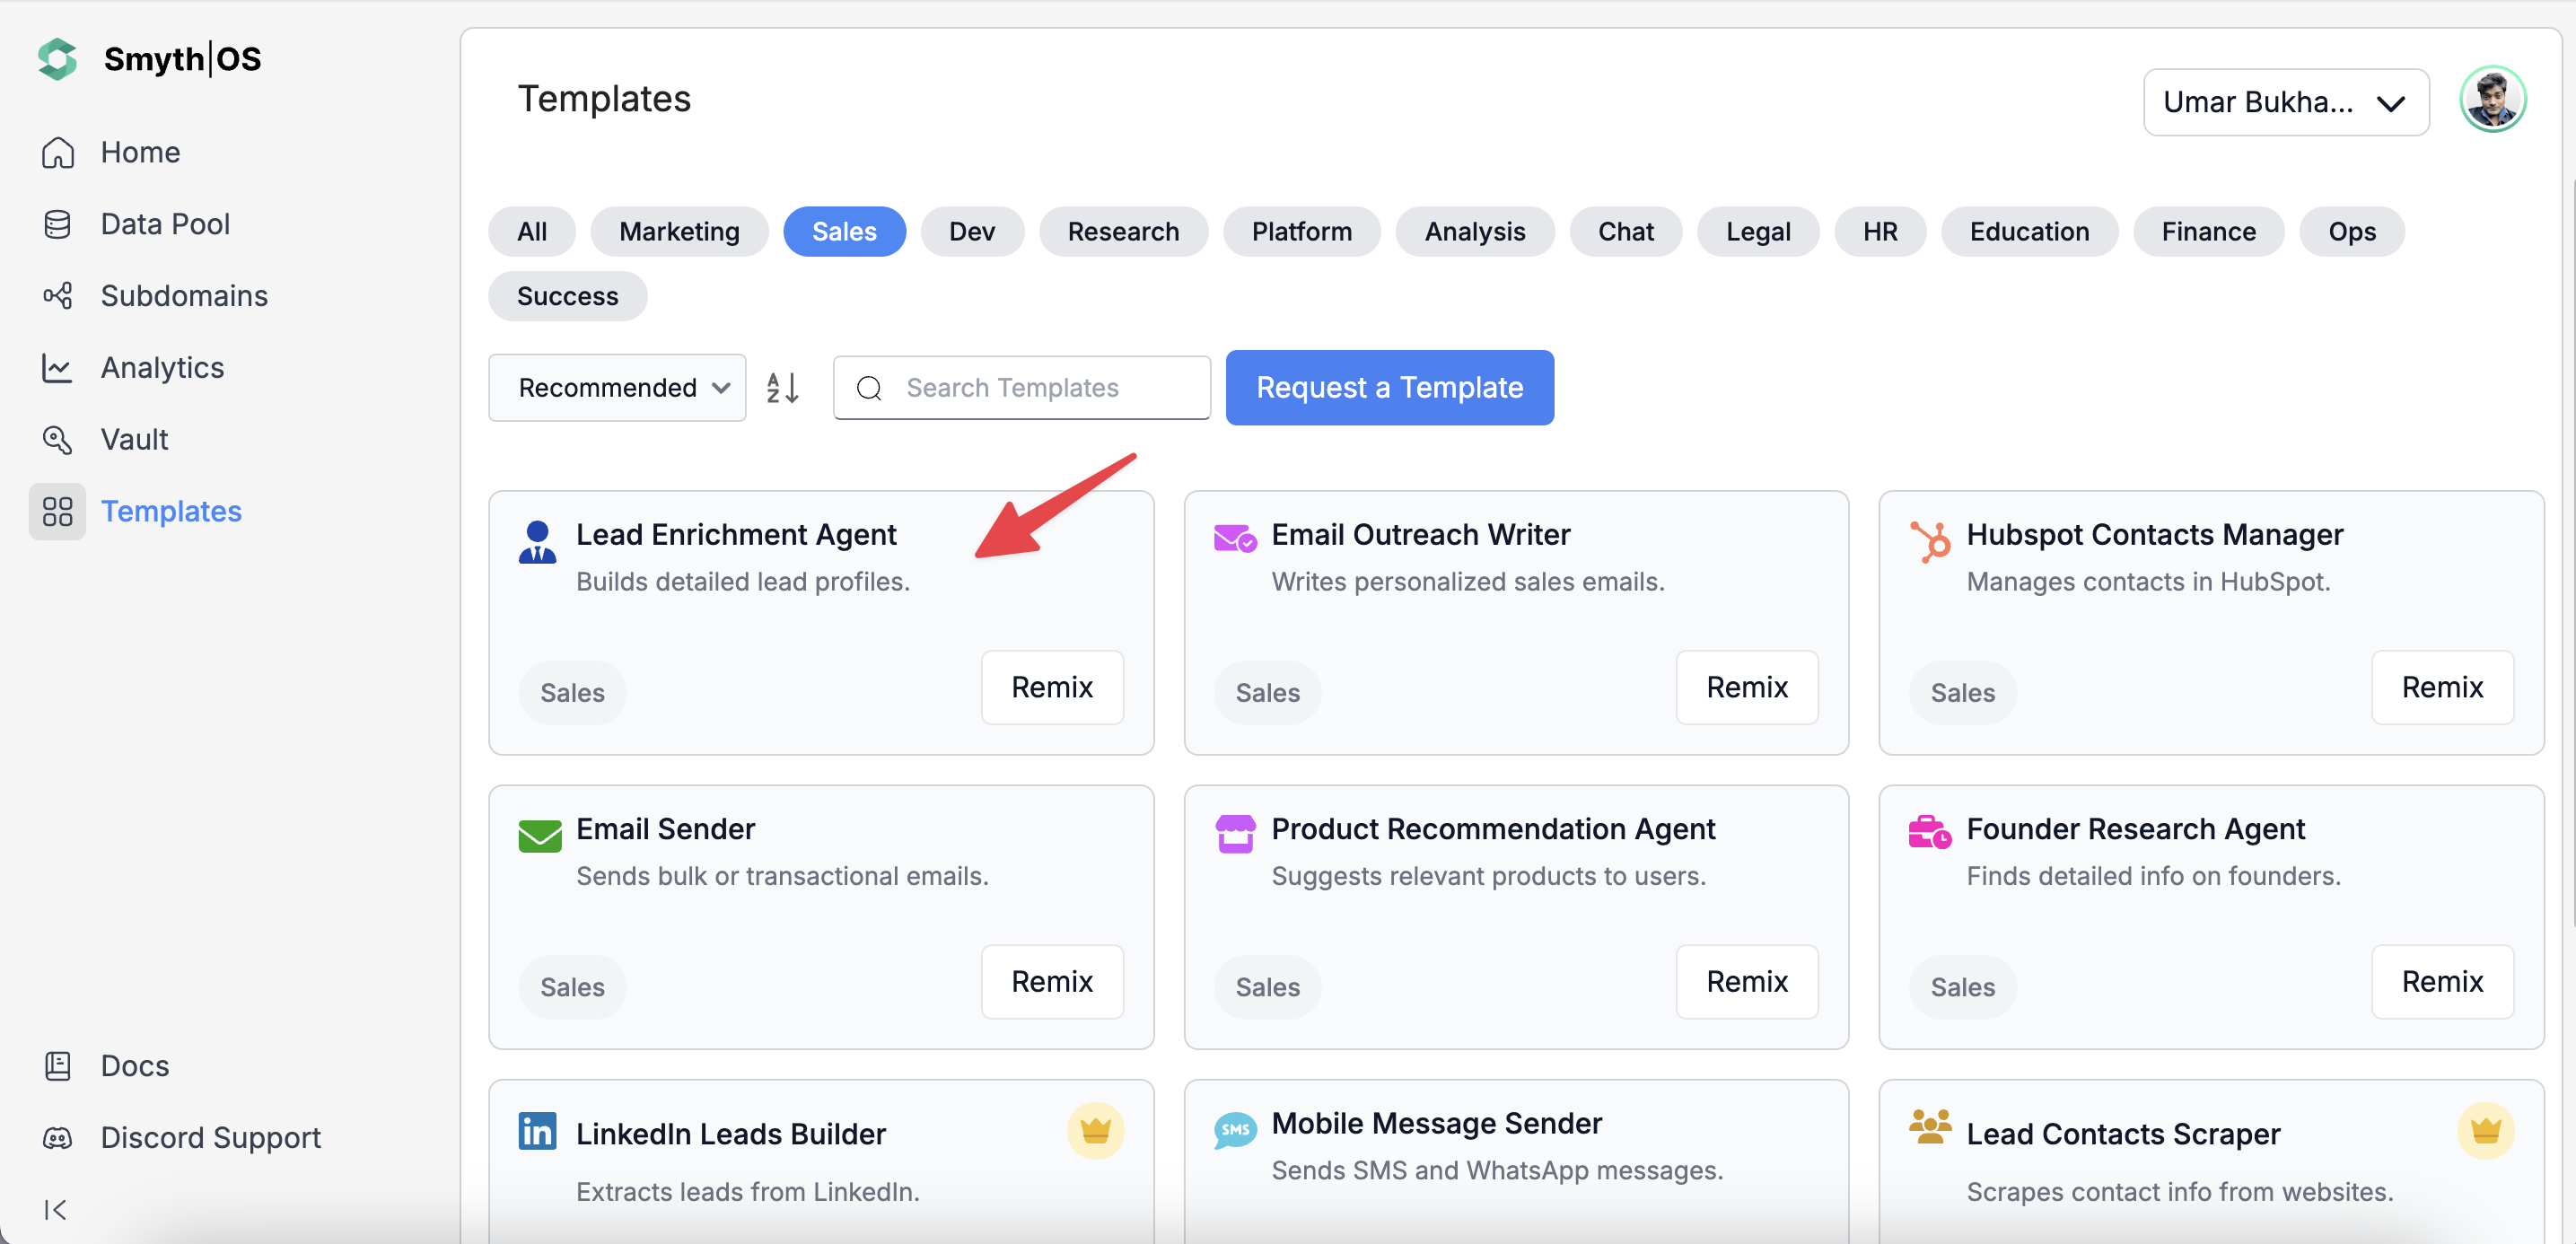 Smyth|OS
Home
Data Pool
Subdomains
Analytics
Vault
Templates
Docs
Discord Support
Templates
Umar Bukha...
All Marketing Sales Dev Research Platform Analysis Chat Legal HR Education Finance Ops
Success
Recommended A Z Search Templates Request a Template
Lead Enrichment Agent
Builds detailed lead profiles.
Sales Remix
Email Outreach Writer
Writes personalized sales emails.
Sales Remix
Hubspot Contacts Manager
Manages contacts in HubSpot.
Sales Remix
Email Sender
Sends bulk or transactional emails.
Sales Remix
Product Recommendation Agent
Suggests relevant products to users.
Sales Remix
Founder Research Agent
Finds detailed info on founders.
Sales Remix
in LinkedIn Leads Builder
Extracts leads from LinkedIn.
SMS Mobile Message Sender
Sends SMS and WhatsApp messages.
Lead Contacts Scraper
Scrapes contact info from websites.